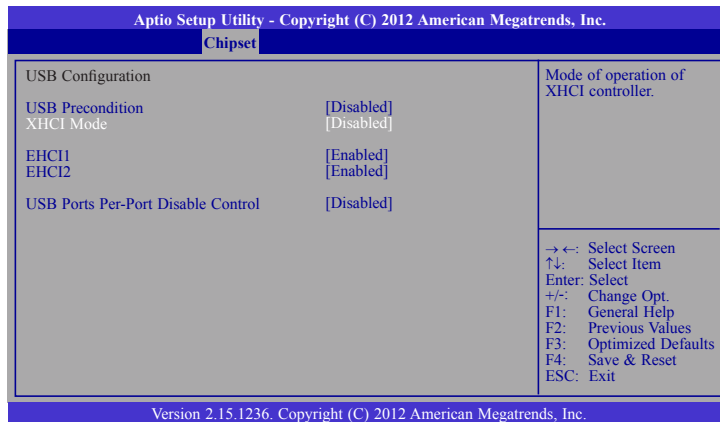 Aptio Setup Utility - Copyright (C) 2012 American Megatrends, Inc.
Chipset
USB Configuration
USB Precondition [Disabled]
XHCI Mode [Disabled]
EHCI1 [Enabled]
EHCI2 [Enabled]
USB Ports Per-Port Disable Control [Disabled]
Mode of operation of
XHCI controller.
→ ←: Select Screen
↑↓: Select Item
Enter: Select
+/-: Change Opt.
F1: General Help
F2: Previous Values
F3: Optimized Defaults
F4: Save & Reset
ESC: Exit
Version 2.15.1236. Copyright (C) 2012 American Megatrends, Inc.